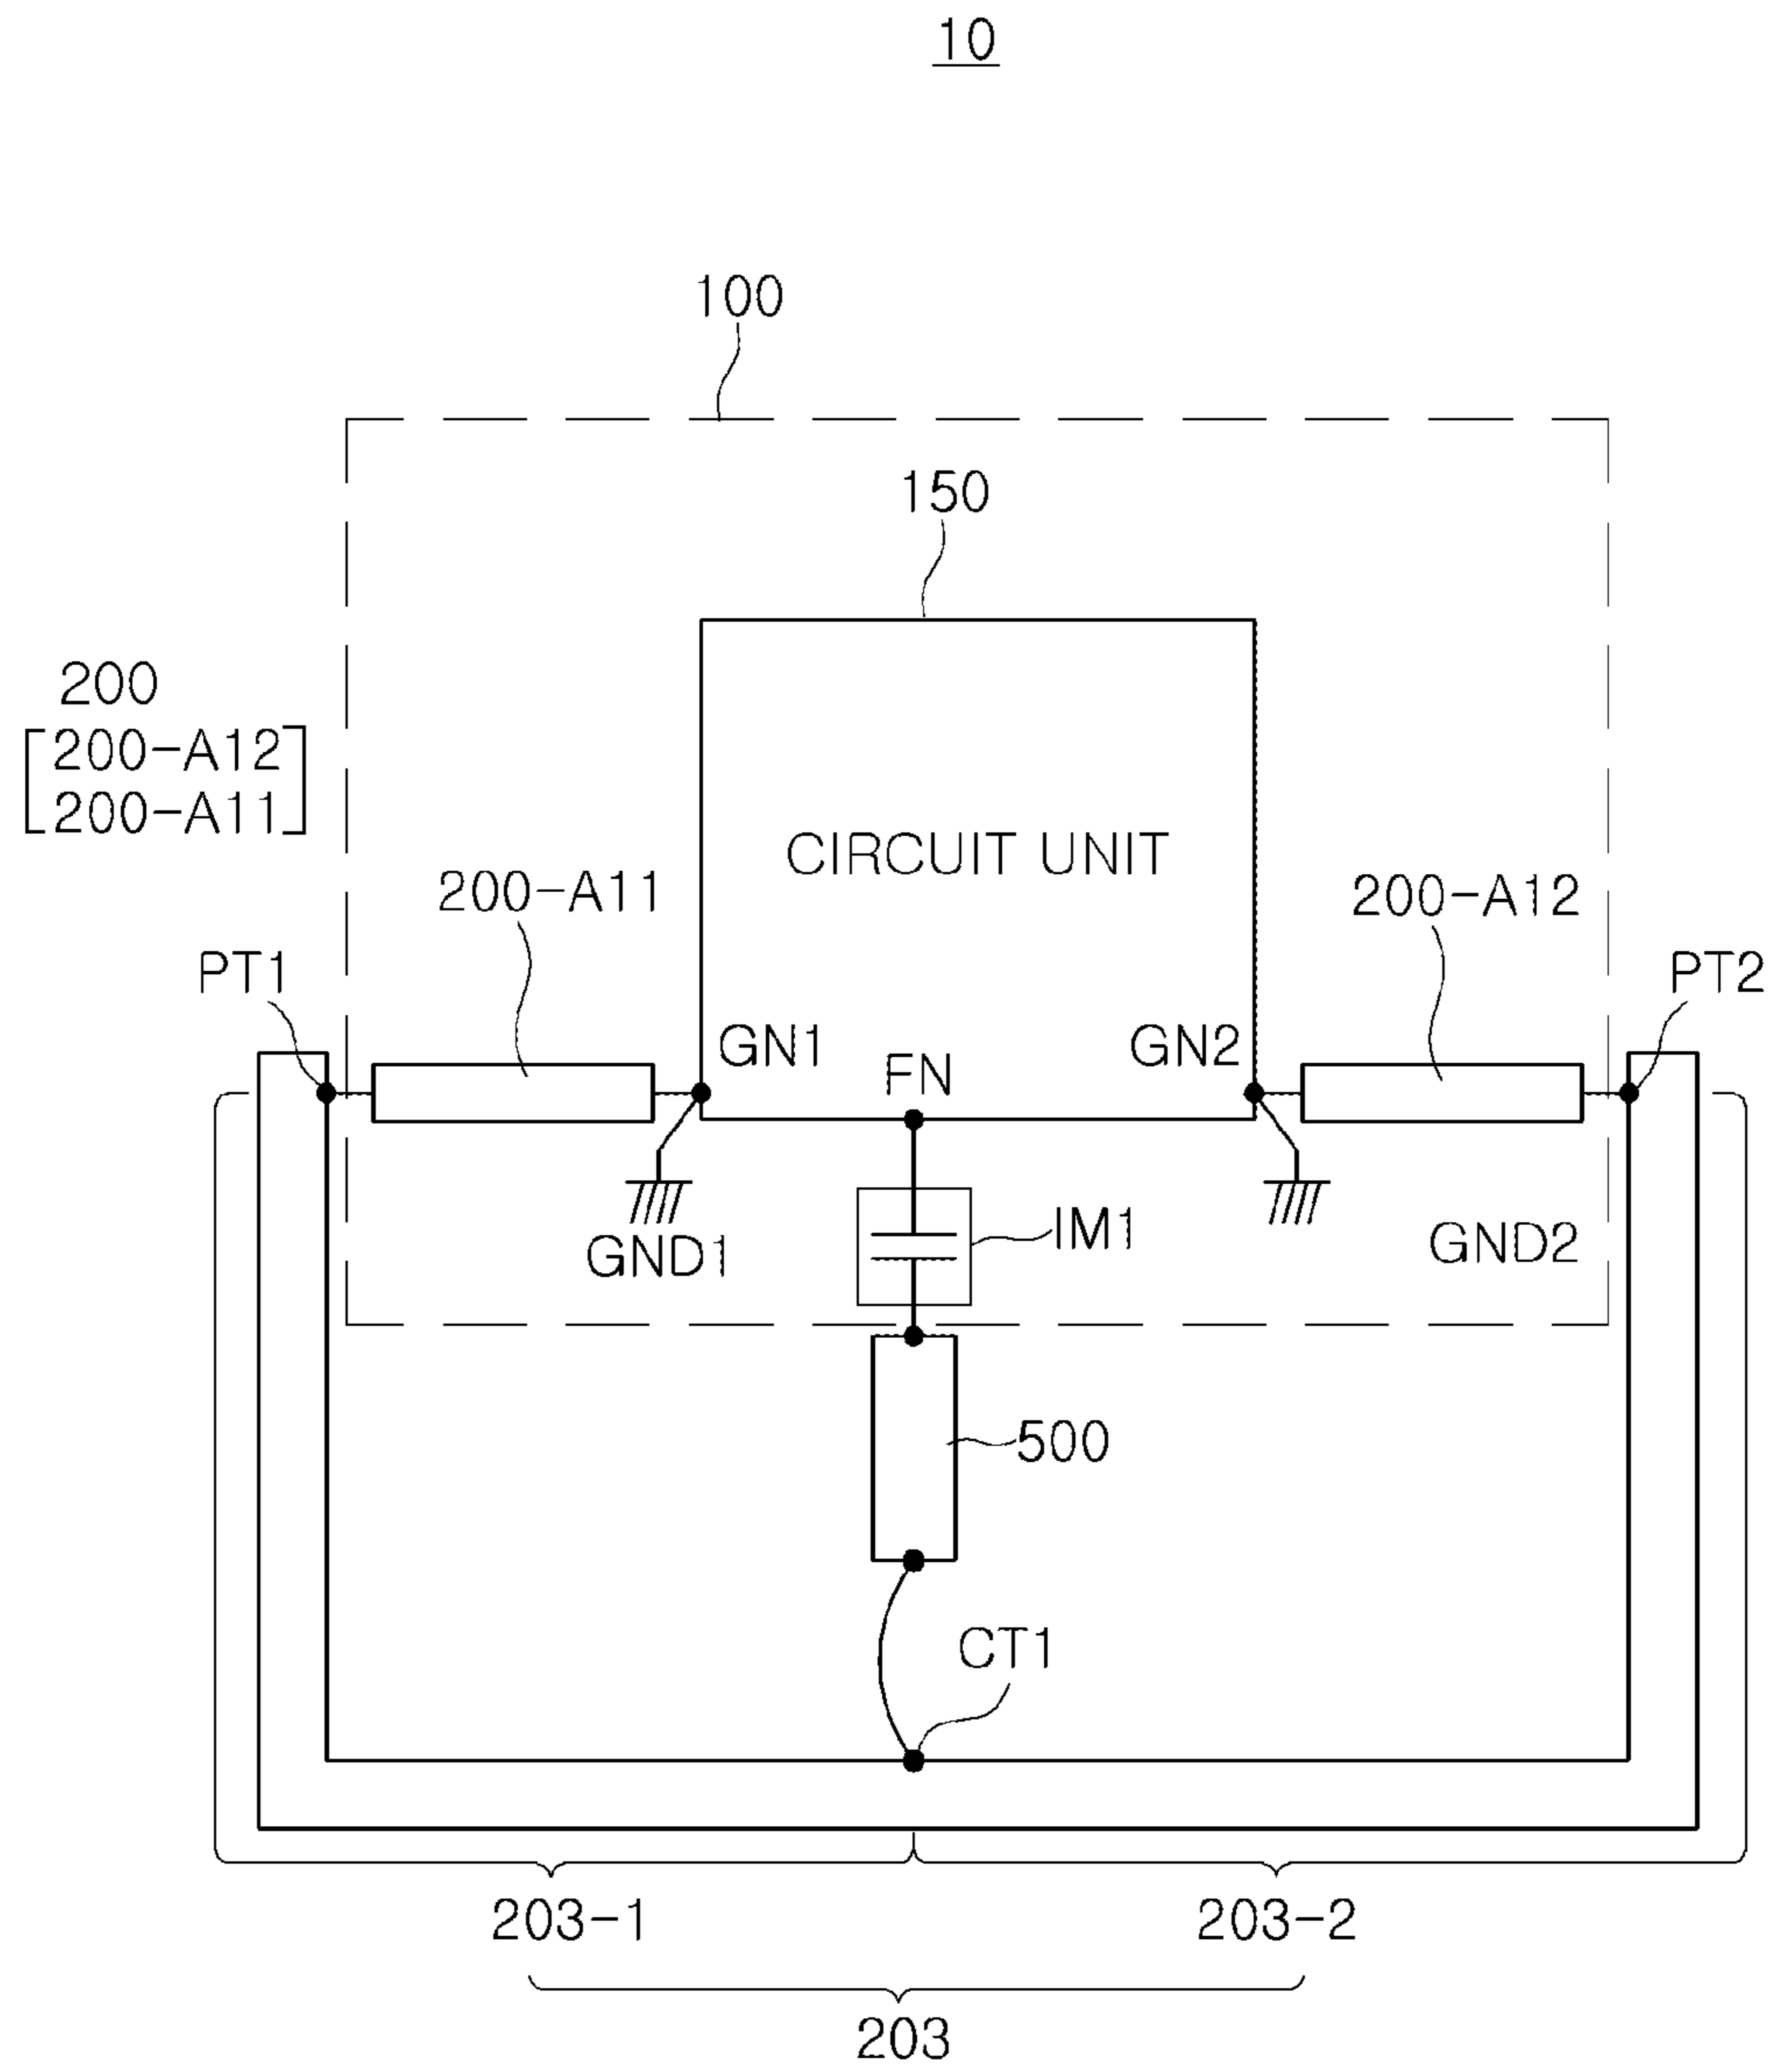 10
100
150
200
200-A12
200-A11
CIRCUIT UNIT
200-A11
200-A12
PT1
PT2
GN1
GN2
FN
IM1
GND1
GND2
500
CT1
203-1
203-2
203